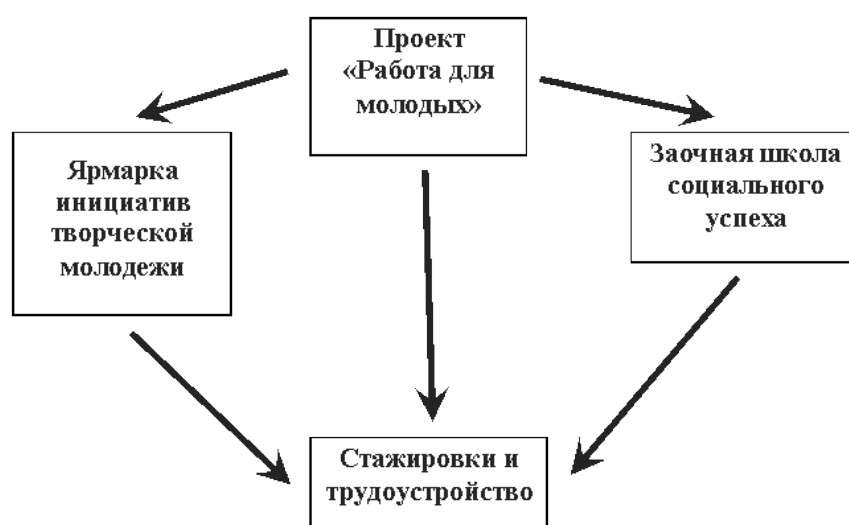 Проект
«Работа для
молодых»
Ярмарка
инициатив
творческой
молодежи
Заочная школа
социального
успеха
Стажировки и
трудоустройство